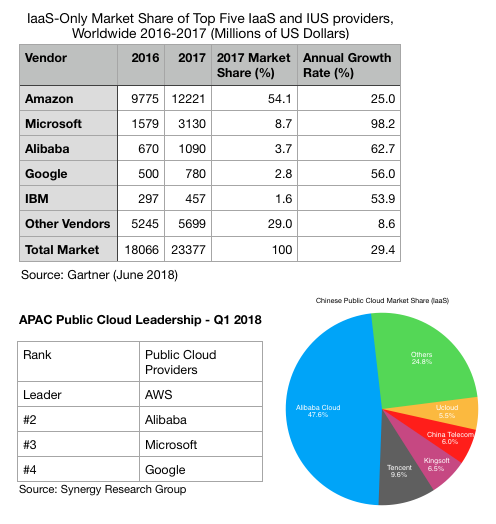 IaaS-Only Market Share of Top Five IaaS and IUS providers,
Worldwide 2016-2017 (Millions of US Dollars)
Vendor 2016 2017 2017 Market Share (%) Annual Growth Rate (%)
Amazon 9775 12221 54.1 25.0
Microsoft 1579 3130 8.7 98.2
Alibaba 670 1090 3.7 62.7
Google 500 780 2.8 56.0
IBM 297 457 1.6 53.9
Other Vendors 5245 5699 29.0 8.6
Total Market 18066 23377 100 29.4
Source: Gartner (June 2018)
APAC Public Cloud Leadership - Q1 2018
Rank Public Cloud Providers
Leader AWS
#2 Alibaba
#3 Microsoft
#4 Google
Source: Synergy Research Group
Chinese Public Cloud Market Share (IaaS)
Others
24.8%
Ucloud
5.5%
China Telecom
6.0%
Kingsoft
6.5%
Tencent
9.6%
Alibaba Cloud
47.6%